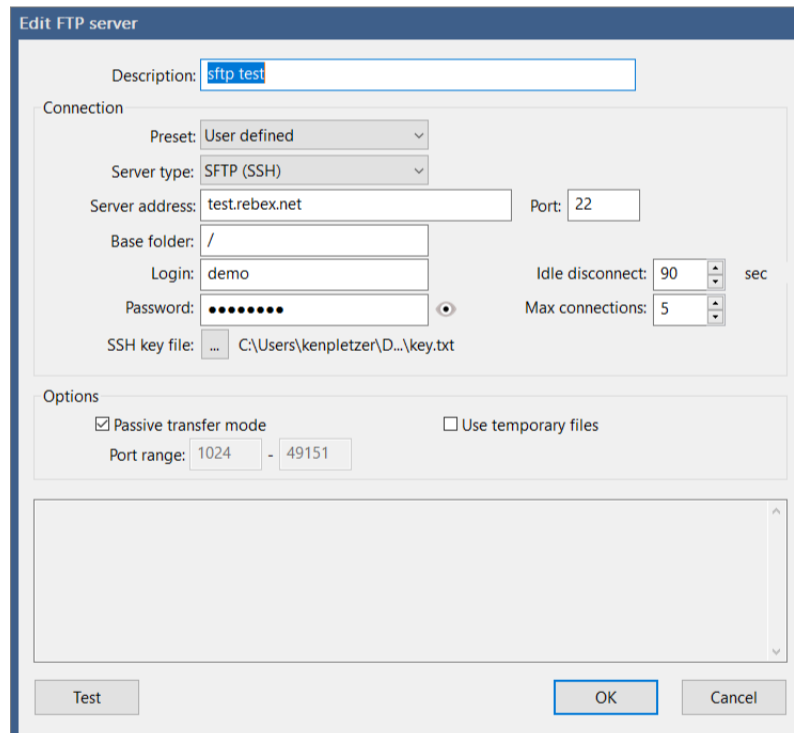 Edit FTP server
Description: sftp test
Connection
Preset: User defined
Server type: SFTP (SSH)
Server address: test.rebex.net Port: 22
Base folder: /
Login: demo Idle disconnect: 90 sec
Password: ●●●●●●●● Max connections: 5
SSH key file: ... C:\Users\kenpletzer\D...\key.txt
Options
Passive transfer mode Use temporary files
Port range: 1024 - 49151
Test OK Cancel